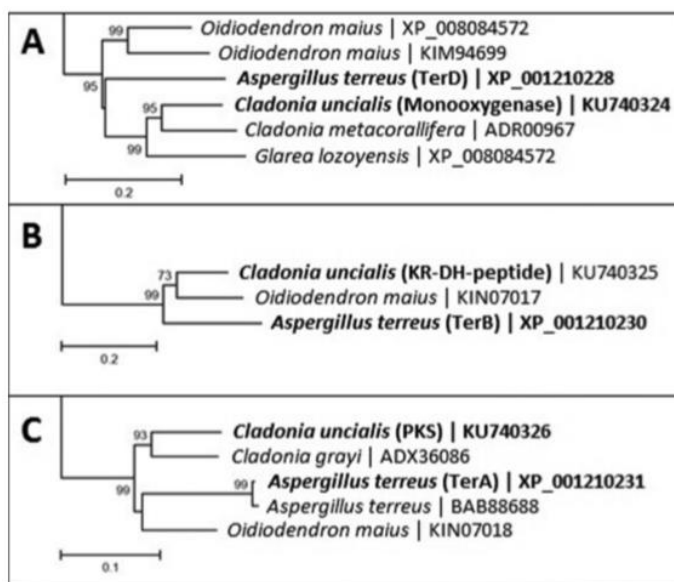 A
99
Oidiodendron maius | XP_008084572
Oidiodendron maius | KIM94699
95
Aspergillus terreus (TerD) | XP_001210228
95
Cladonia uncialis (Monooxygenase) | KU740324
Cladonia metacorallifera | ADR00967
99
Glarea lozoyensis | XP_008084572
0.2
B
73
Cladonia uncialis (KR-DH-peptide) | KU740325
99
Oidiodendron maius | KIN07017
Aspergillus terreus (TerB) | XP_001210230
0.2
C
93
Cladonia uncialis (PKS) | KU740326
Cladonia grayi | ADX36086
99
99
Aspergillus terreus (TerA) | XP_001210231
Aspergillus terreus | BAB88688
Oidiodendron maius | KIN07018
0.1